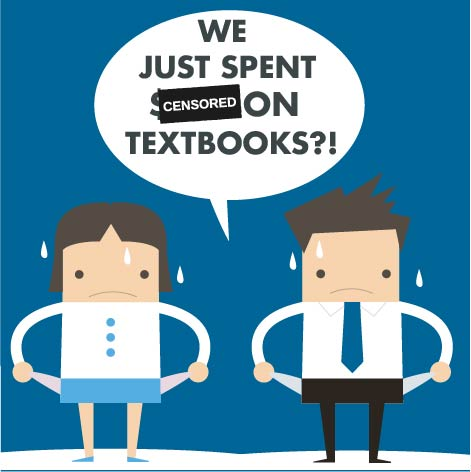 WE
JUST SPENT
$ CENSORED ON
TEXTBOOKS?!